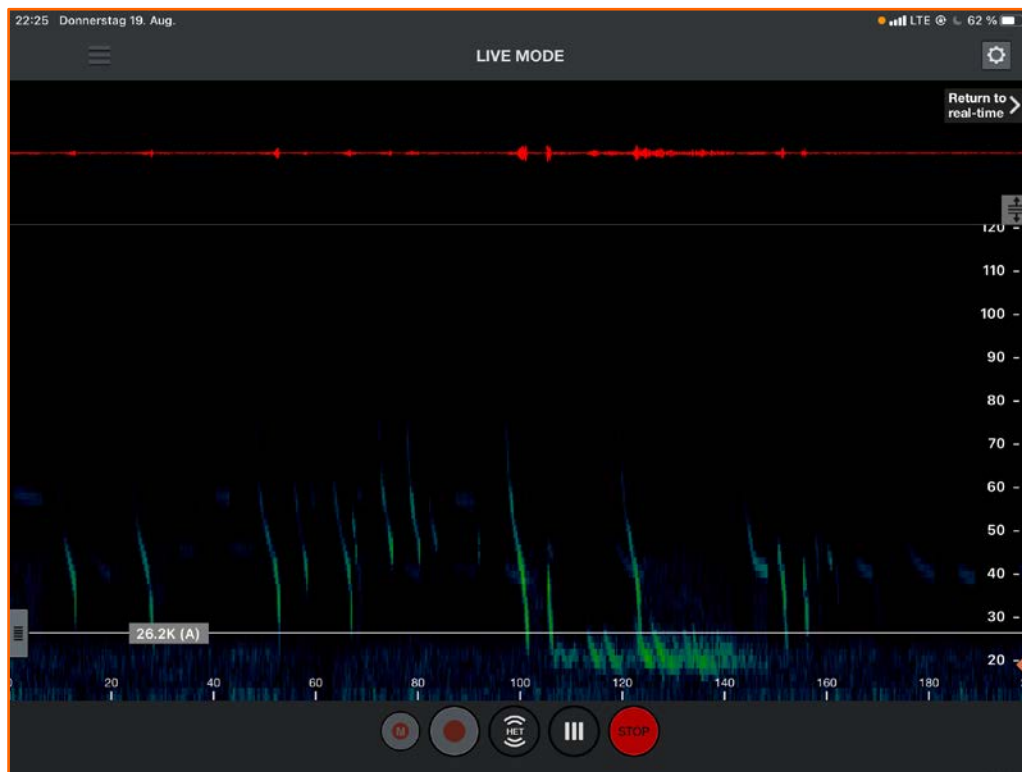 22:25 Donnerstag 19. Aug.
LTE 62 %
LIVE MODE
Return to
real-time
120
110
100
90
80
70
60
50
40
30
26.2K (A)
20
0 20 40 60 80 100 120 140 160 180
M
HET
STOP